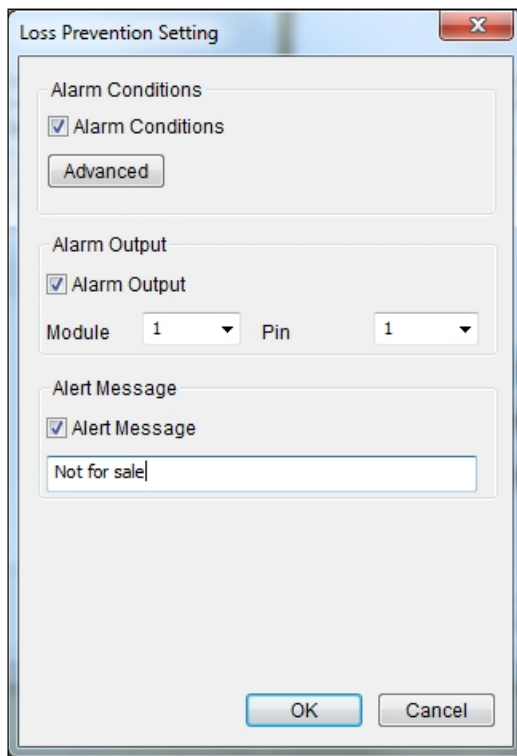 Loss Prevention Setting
Alarm Conditions
Alarm Conditions
Advanced
Alarm Output
Alarm Output
Module 1 Pin 1
Alert Message
Alert Message
Not for sale
OK Cancel